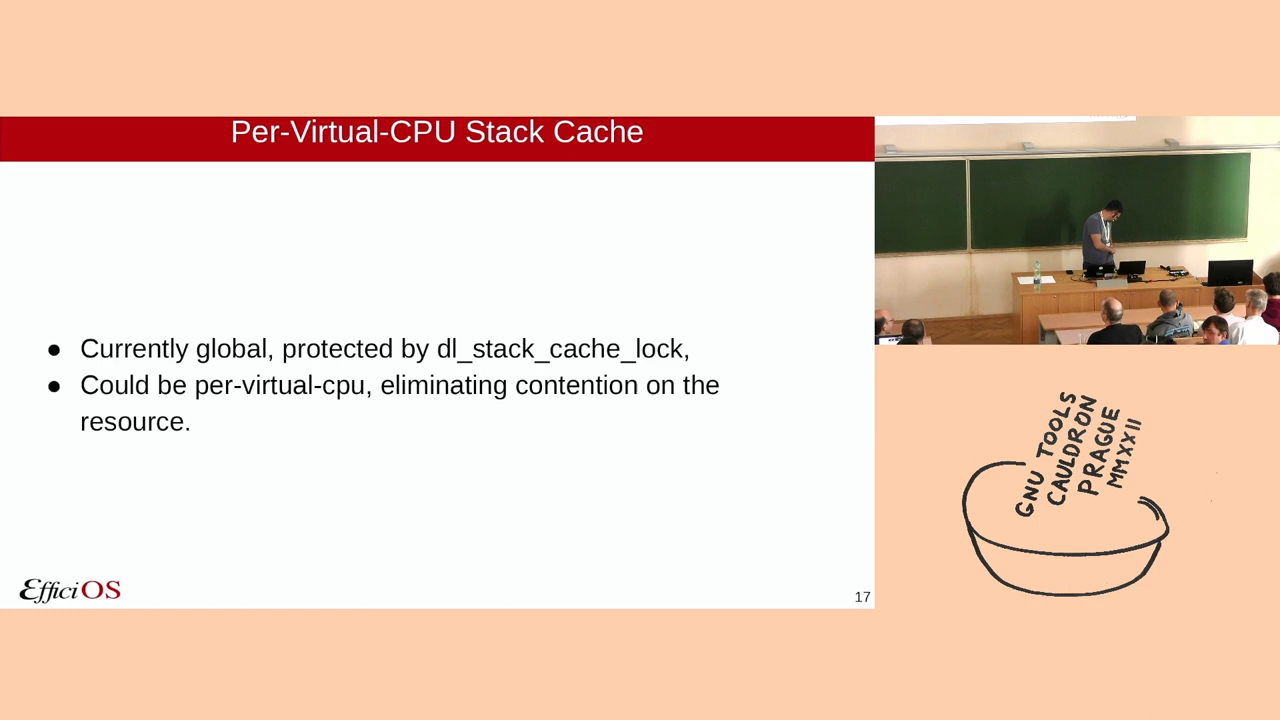 Per-Virtual-CPU Stack Cache
● Currently global, protected by dl_stack_cache_lock,
● Could be per-virtual-cpu, eliminating contention on the
resource.
EfficiOS
17
GNU TOOLS
CAULDRON
PRAGUE
MMXXII